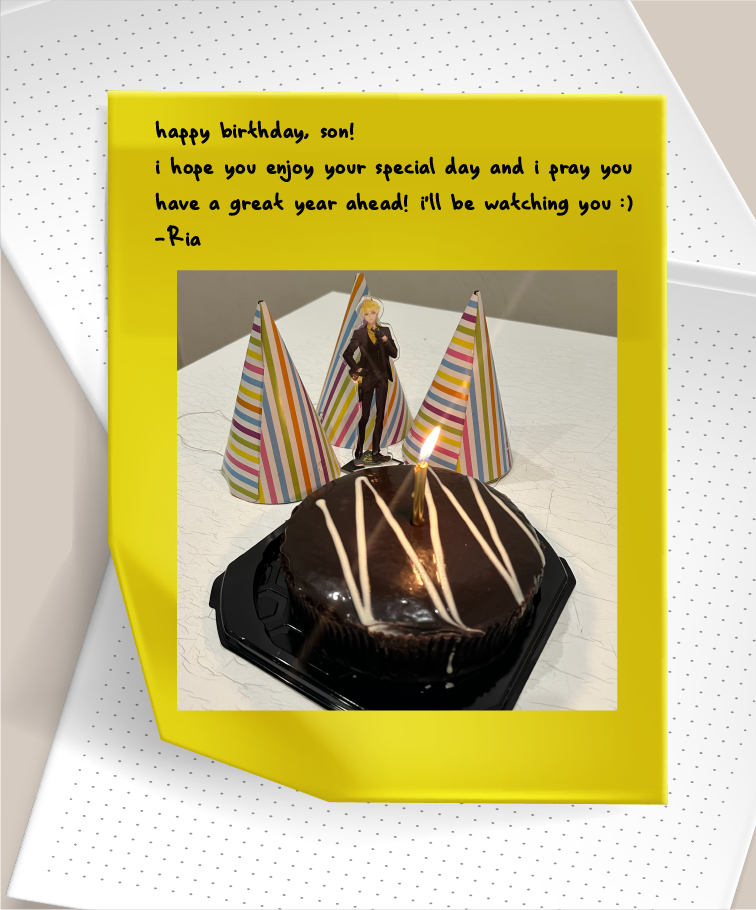 happy birthday, son!
i hope you enjoy your special day and i pray you
have a great year ahead! i'll be watching you :)
-Ria